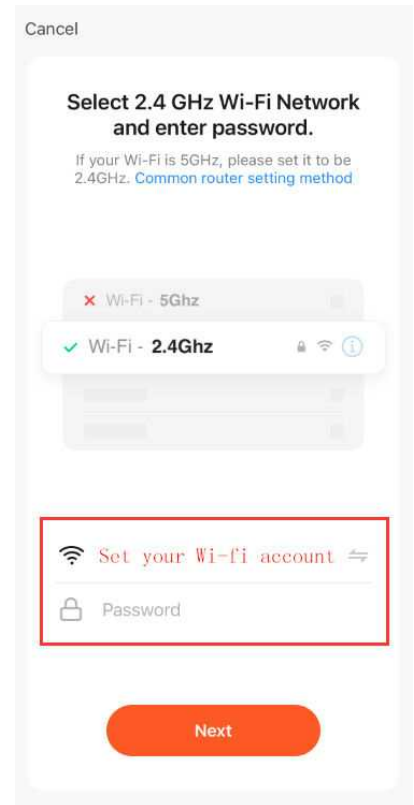 Cancel
Select 2.4 GHz Wi-Fi Network
and enter password.
If your Wi-Fi is 5GHz, please set it to be
2.4GHz. Common router setting method
Wi-Fi - 5Ghz
Wi-Fi - 2.4Ghz
Set your Wi-fi account
Password
Next